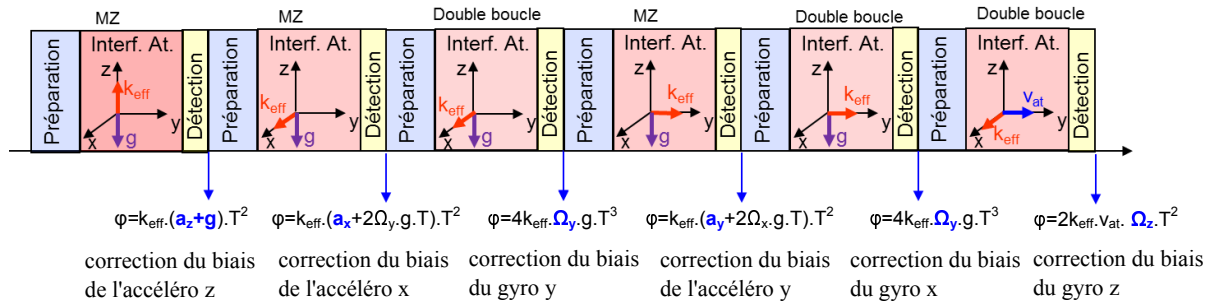 MZ MZ Double boucle MZ Double boucle Double boucle
Préparation
Interf. At.
z
k_eff
y
g
x
Détection
Préparation
Interf. At.
z
k_eff
y
x
g
Détection
Préparation
Interf. At.
z
k_eff
y
x
g
Détection
Préparation
Interf. At.
z
k_eff
y
x
g
Détection
Préparation
Interf. At.
z
k_eff
y
x
g
Détection
Préparation
Interf. At.
z
v_at
y
k_eff
x
Détection
φ=k_eff.(a_z+g).T²
φ=k_eff.(a_x+2Ω_y.g.T).T²
φ=4k_eff.Ω_y.g.T³
φ=k_eff.(a_y+2Ω_x.g.T).T²
φ=4k_eff.Ω_y.g.T³
φ=2k_eff.v_at. Ω_z.T²
correction du biais
de l'accéléro z
correction du biais
de l'accéléro x
correction du biais
du gyro y
correction du biais
de l'accéléro y
correction du biais
du gyro x
correction du biais
du gyro z